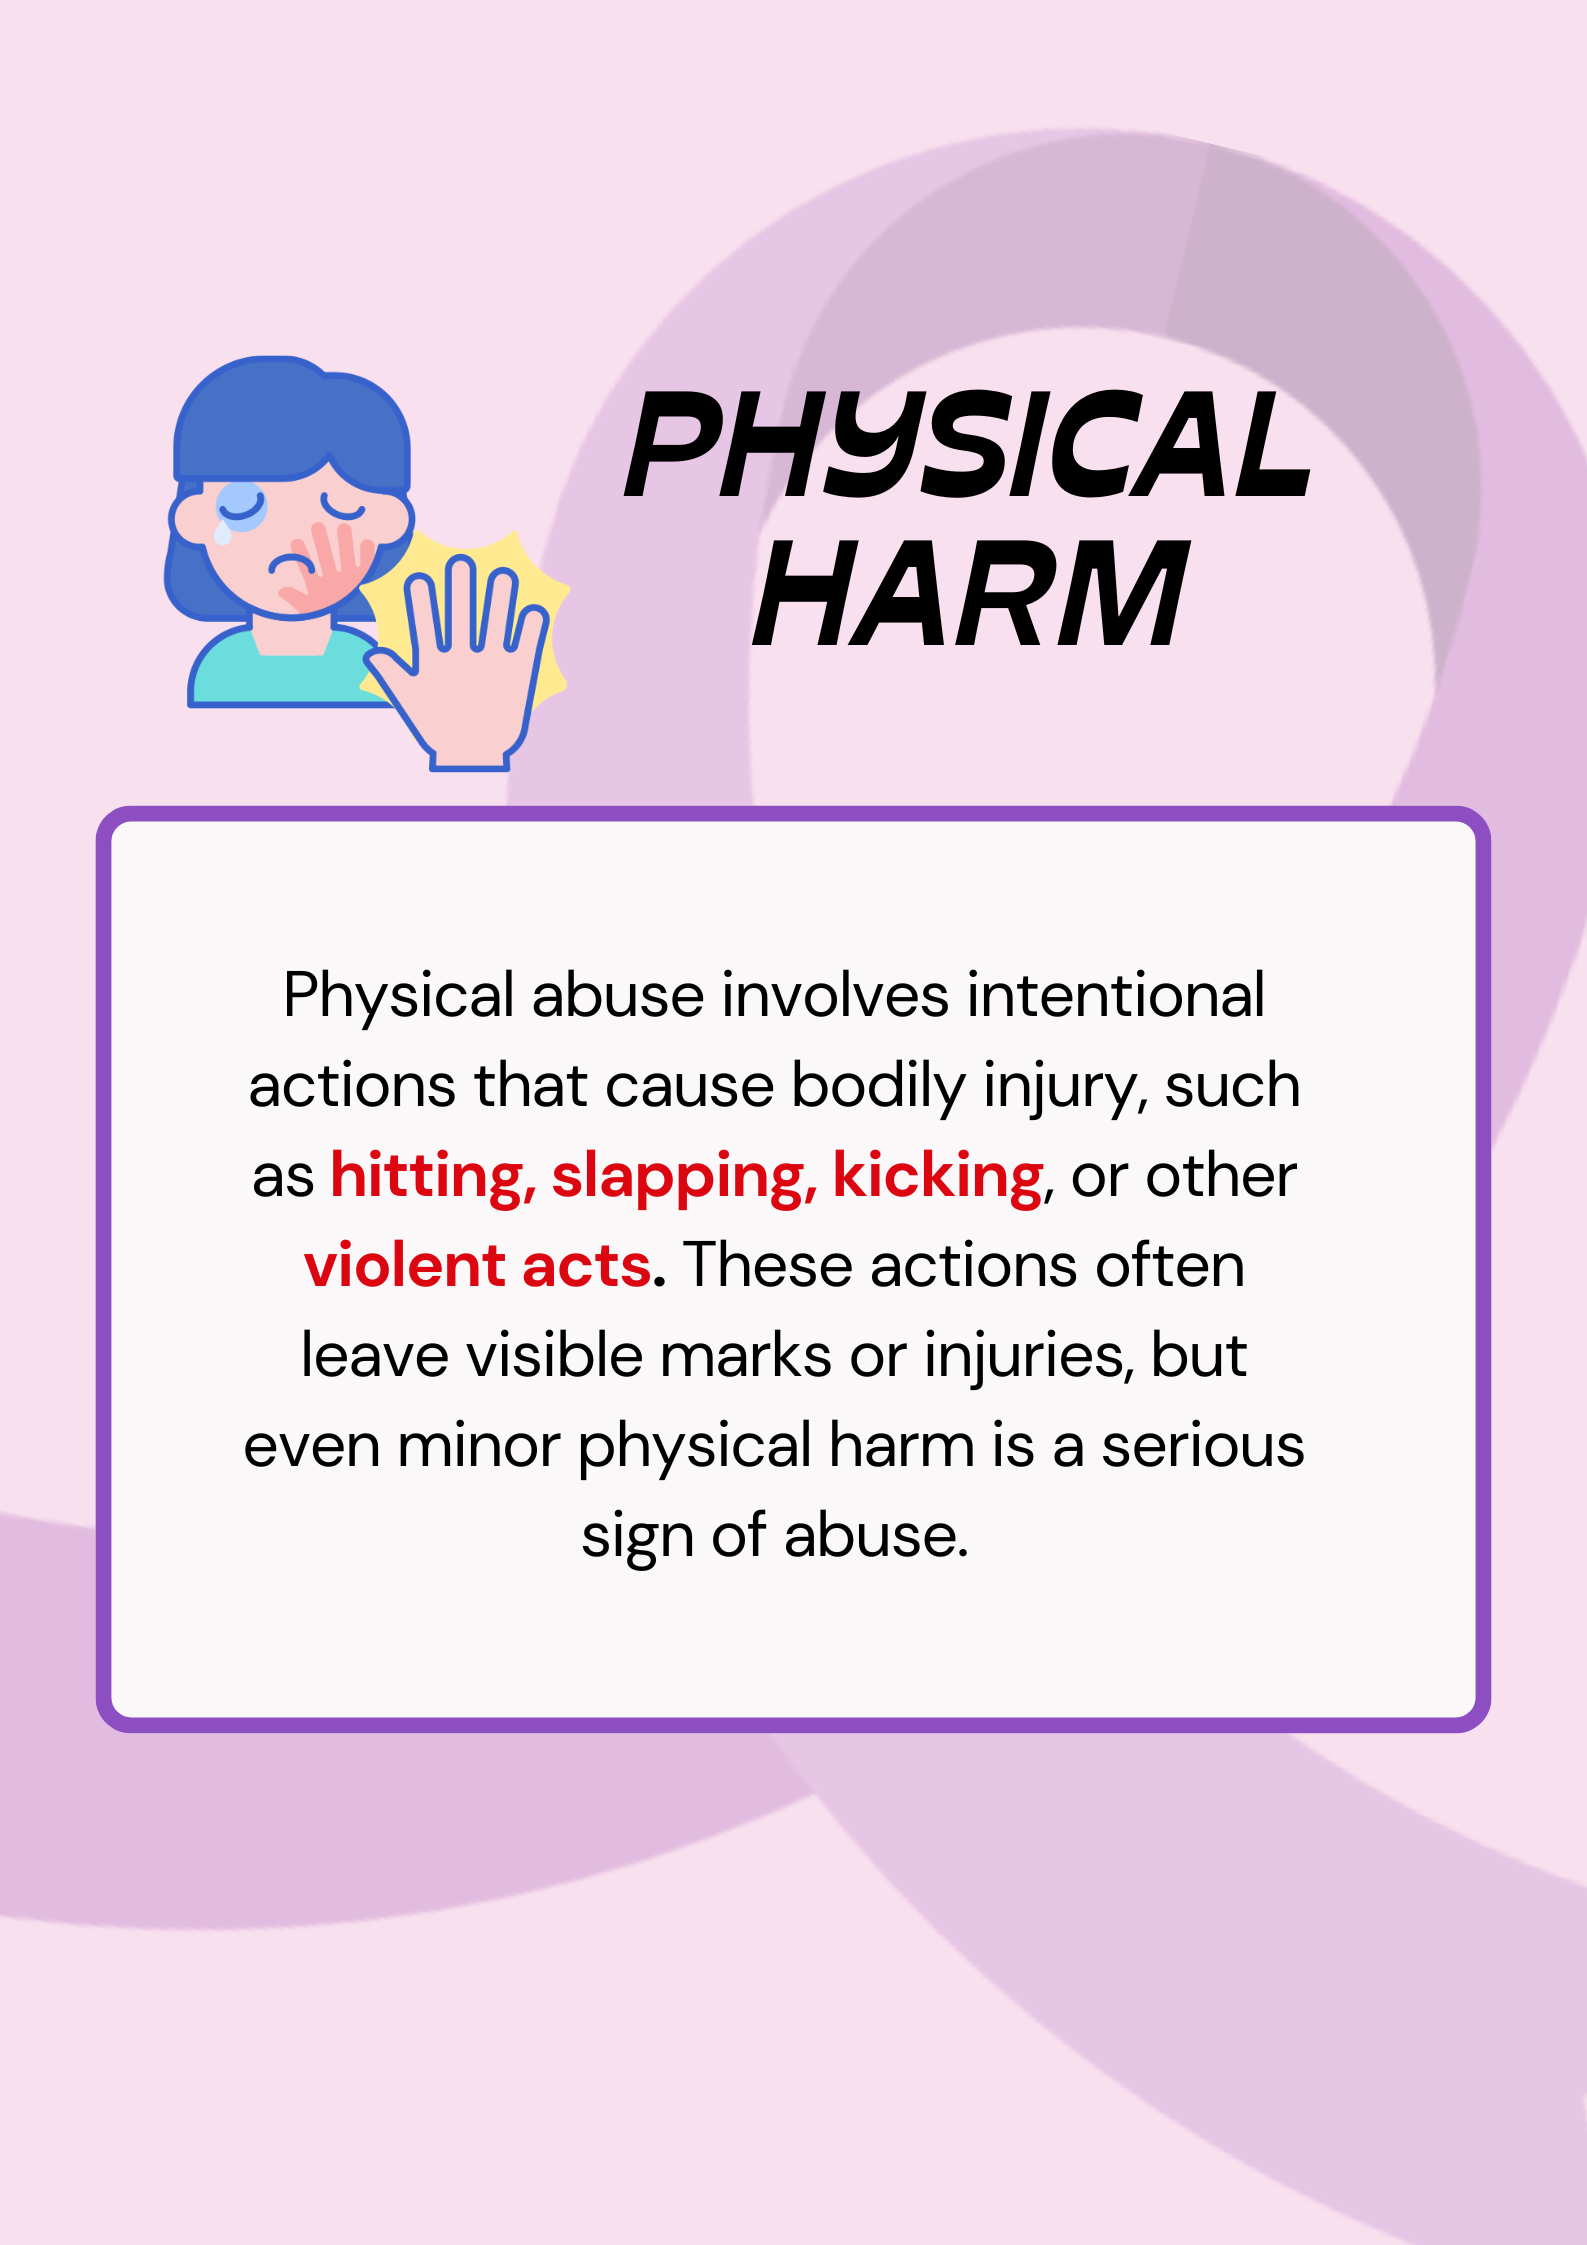 PHYSICAL
HARM
Physical abuse involves intentional
actions that cause bodily injury, such
as hitting, slapping, kicking, or other
violent acts. These actions often
leave visible marks or injuries, but
even minor physical harm is a serious
sign of abuse.